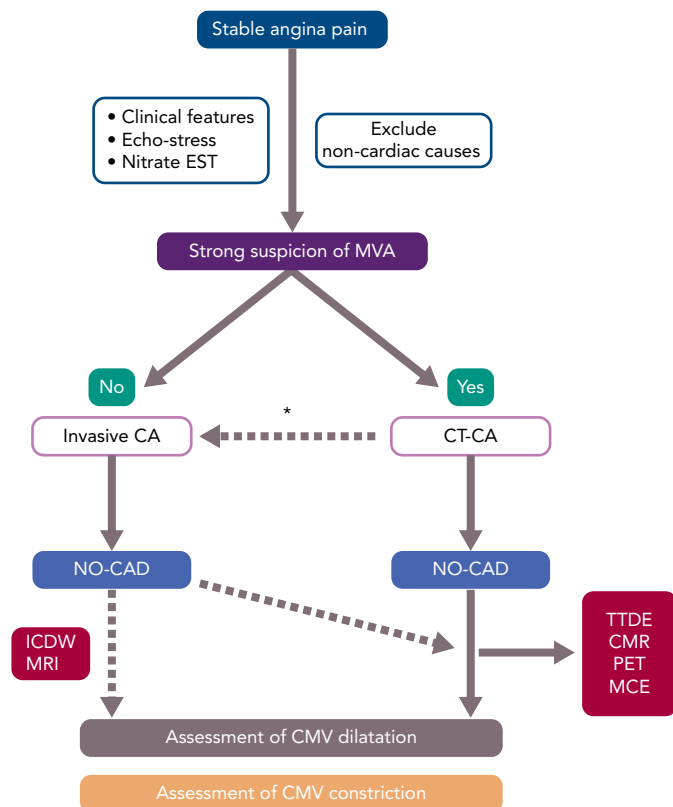 Stable angina pain
• Clinical features
• Echo-stress
• Nitrate EST
Exclude
non-cardiac causes
Strong suspicion of MVA
No
Yes
Invasive CA
*
CT-CA
NO-CAD
NO-CAD
ICDW
MRI
TTDE
CMR
PET
MCE
Assessment of CMV dilatation
Assessment of CMV constriction